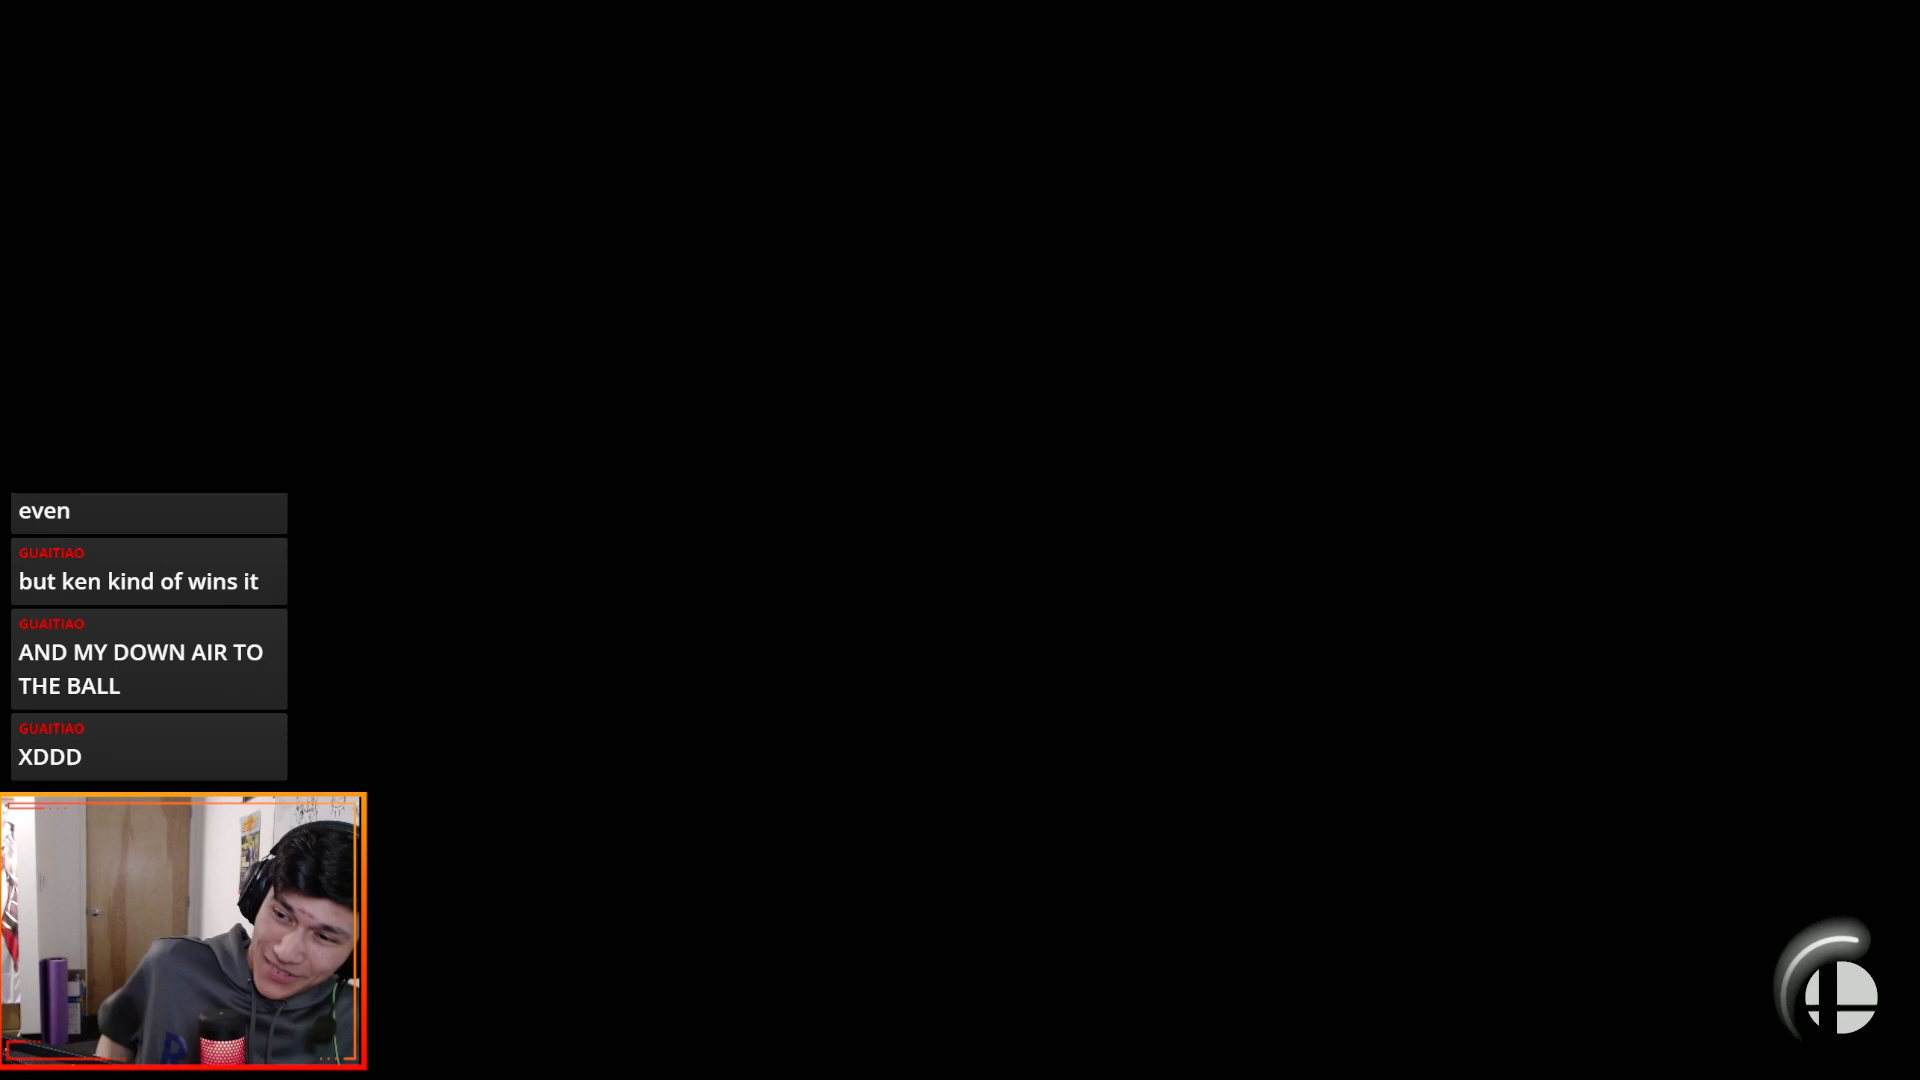 even
GUAITIAO
but ken kind of wins it
GUAITIAO
AND MY DOWN AIR TO
THE BALL
GUAITIAO
XDDD